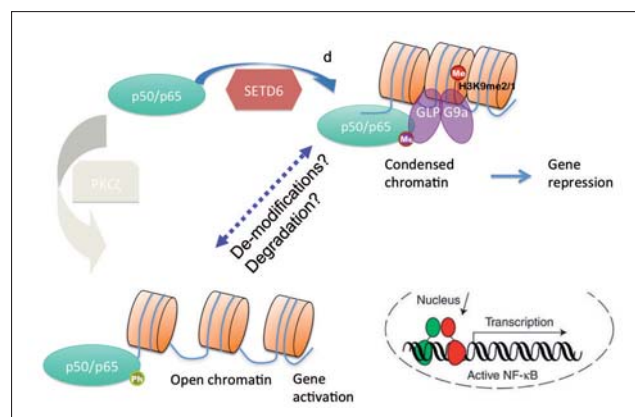 d
p50/p65
SETD6
Me
H3K9me2/1
GLP G9a
p50/p65
Me
Condensed
chromatin
Gene
repression
PKCζ
De-modifications?
Degradation?
Nucleus
Transcription
Active NF-κB
p50/p65
Ph
Open chromatin
Gene
activation